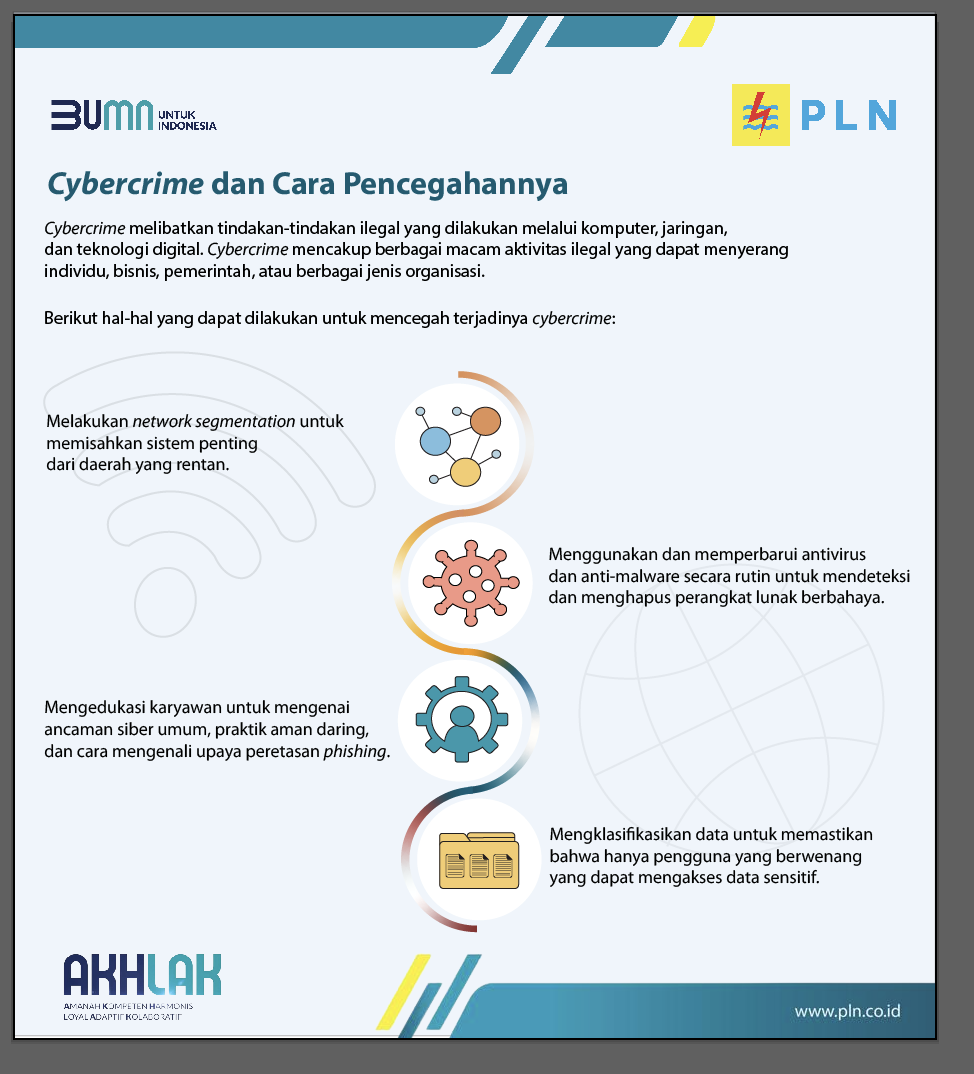 BUMN UNTUK
INDONESIA
PLN
Cybercrime dan Cara Pencegahannya
Cybercrime melibatkan tindakan-tindakan ilegal yang dilakukan melalui komputer, jaringan,
dan teknologi digital. Cybercrime mencakup berbagai macam aktivitas ilegal yang dapat menyerang
individu, bisnis, pemerintah, atau berbagai jenis organisasi.
Berikut hal-hal yang dapat dilakukan untuk mencegah terjadinya cybercrime:
Melakukan network segmentation untuk
memisahkan sistem penting
dari daerah yang rentan.
Menggunakan dan memperbarui antivirus
dan anti-malware secara rutin untuk mendeteksi
dan menghapus perangkat lunak berbahaya.
Mengedukasi karyawan untuk mengenai
ancaman siber umum, praktik aman daring,
dan cara mengenali upaya peretasan phishing.
Mengklasifikasikan data untuk memastikan
bahwa hanya pengguna yang berwenang
yang dapat mengakses data sensitif.
AKHLAK
AMANAH KOMPETEN HARMONIS
LOYAL ADAPTIF KOLABORATIF
www.pln.co.id